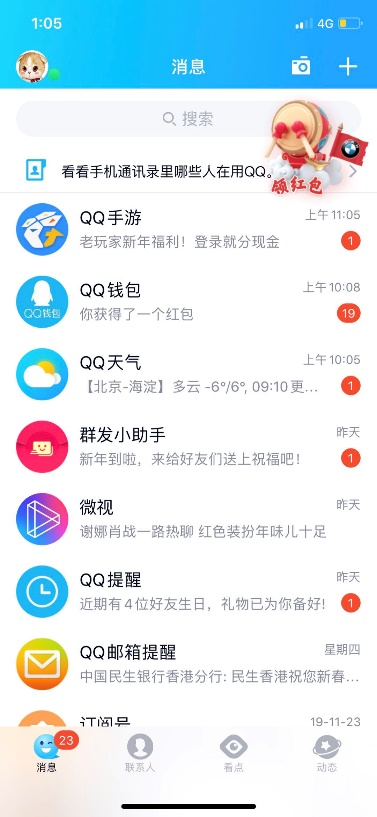 1:05
4G
消息
搜索
看看手机通讯录里哪些人在用QQ。
领红包
QQ手游
上午11:05
老玩家新年福利！登录就分现金
1
QQ钱包
上午10:08
QQ钱包
你获得了一个红包
19
QQ天气
上午10:05
【北京-海淀】多云 -6°/6°, 09:10更...
1
群发小助手
昨天
新年到啦，来给好友们送上祝福吧！
1
微视
昨天
谢娜肖战一路热聊 红色装扮年味儿十足
QQ提醒
昨天
近期有4位好友生日，礼物已为你备好!
1
QQ邮箱提醒
星期四
中国民生银行香港分行: 民生香港祝您新春...
订阅号
19-11-23
23
消息
联系人
看点
动态